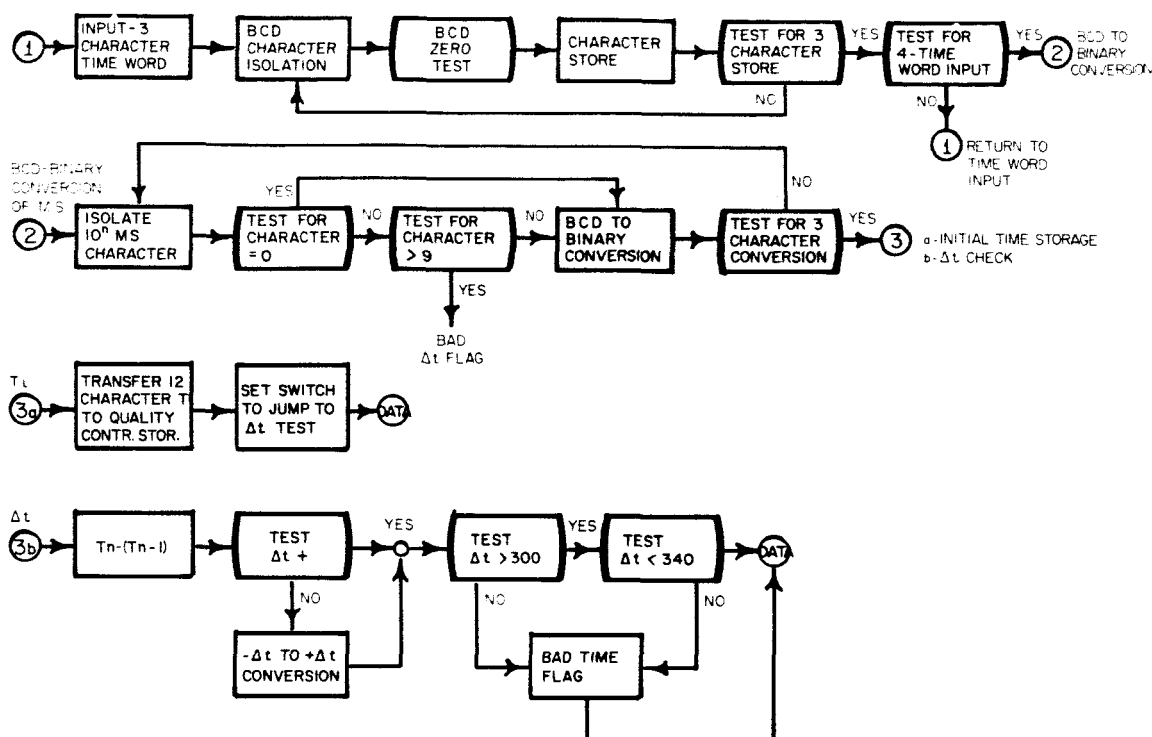 1
INPUT-3
CHARACTER
TIME WORD
BCD
CHARACTER
ISOLATION
BCD
ZERO
TEST
CHARACTER
STORE
TEST FOR 3
CHARACTER
STORE
YES
NO
TEST FOR
4-TIME
WORD INPUT
YES
NO
2
BCD TO
BINARY
CONVERSION
1
RETURN TO
TIME WORD
INPUT
BCD-BINARY
CONVERSION
OF MS
2
ISOLATE
10ⁿ MS
CHARACTER
TEST FOR
CHARACTER
= 0
YES
NO
TEST FOR
CHARACTER
> 9
NO
YES
BAD
Δt FLAG
BCD TO
BINARY
CONVERSION
TEST FOR 3
CHARACTER
CONVERSION
NO
YES
3
a-INITIAL TIME STORAGE
b-Δt CHECK
3a
TRANSFER 12
CHARACTER T
TO QUALITY
CONTR. STOR.
SET SWITCH
TO JUMP TO
Δt TEST
DATA
Δt
3b
Tn-(Tn-1)
TEST
Δt +
YES
NO
-Δt TO +Δt
CONVERSION
TEST
Δt >300
YES
NO
TEST
Δt < 340
NO
DATA
BAD TIME
FLAG